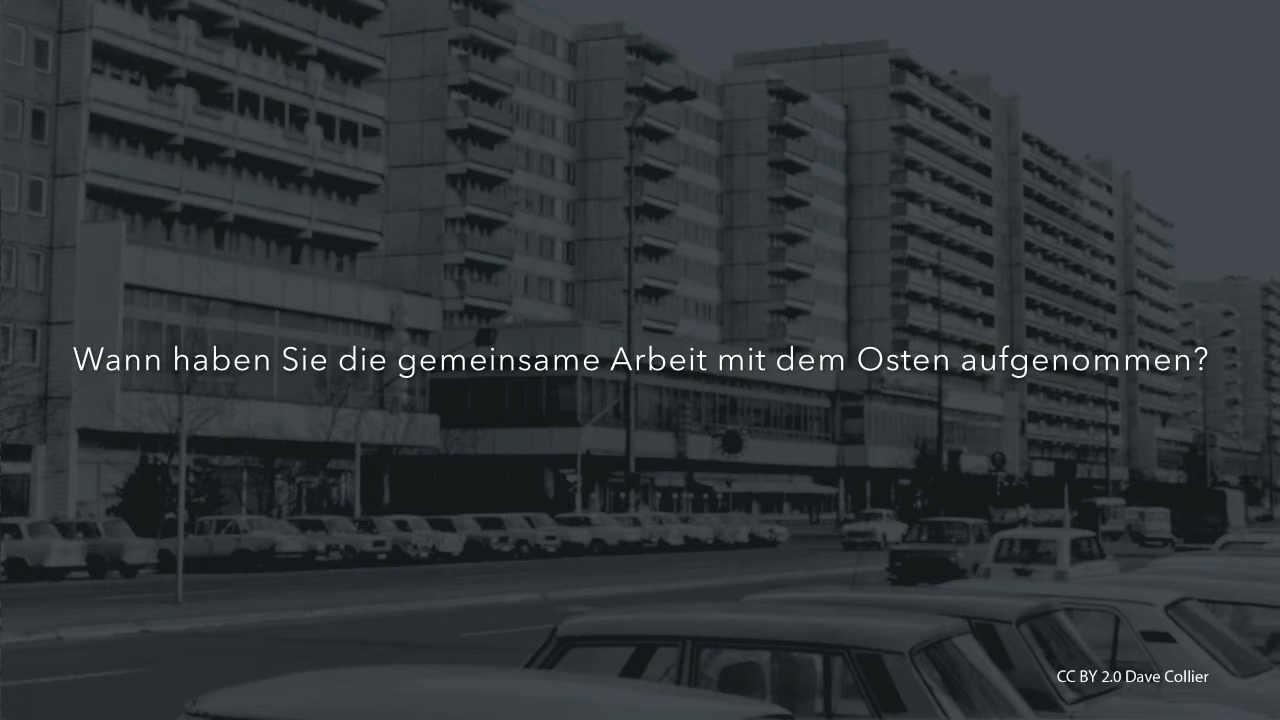 Wann haben Sie die gemeinsame Arbeit mit dem Osten aufgenommen?
CC BY 2.0 Dave Collier